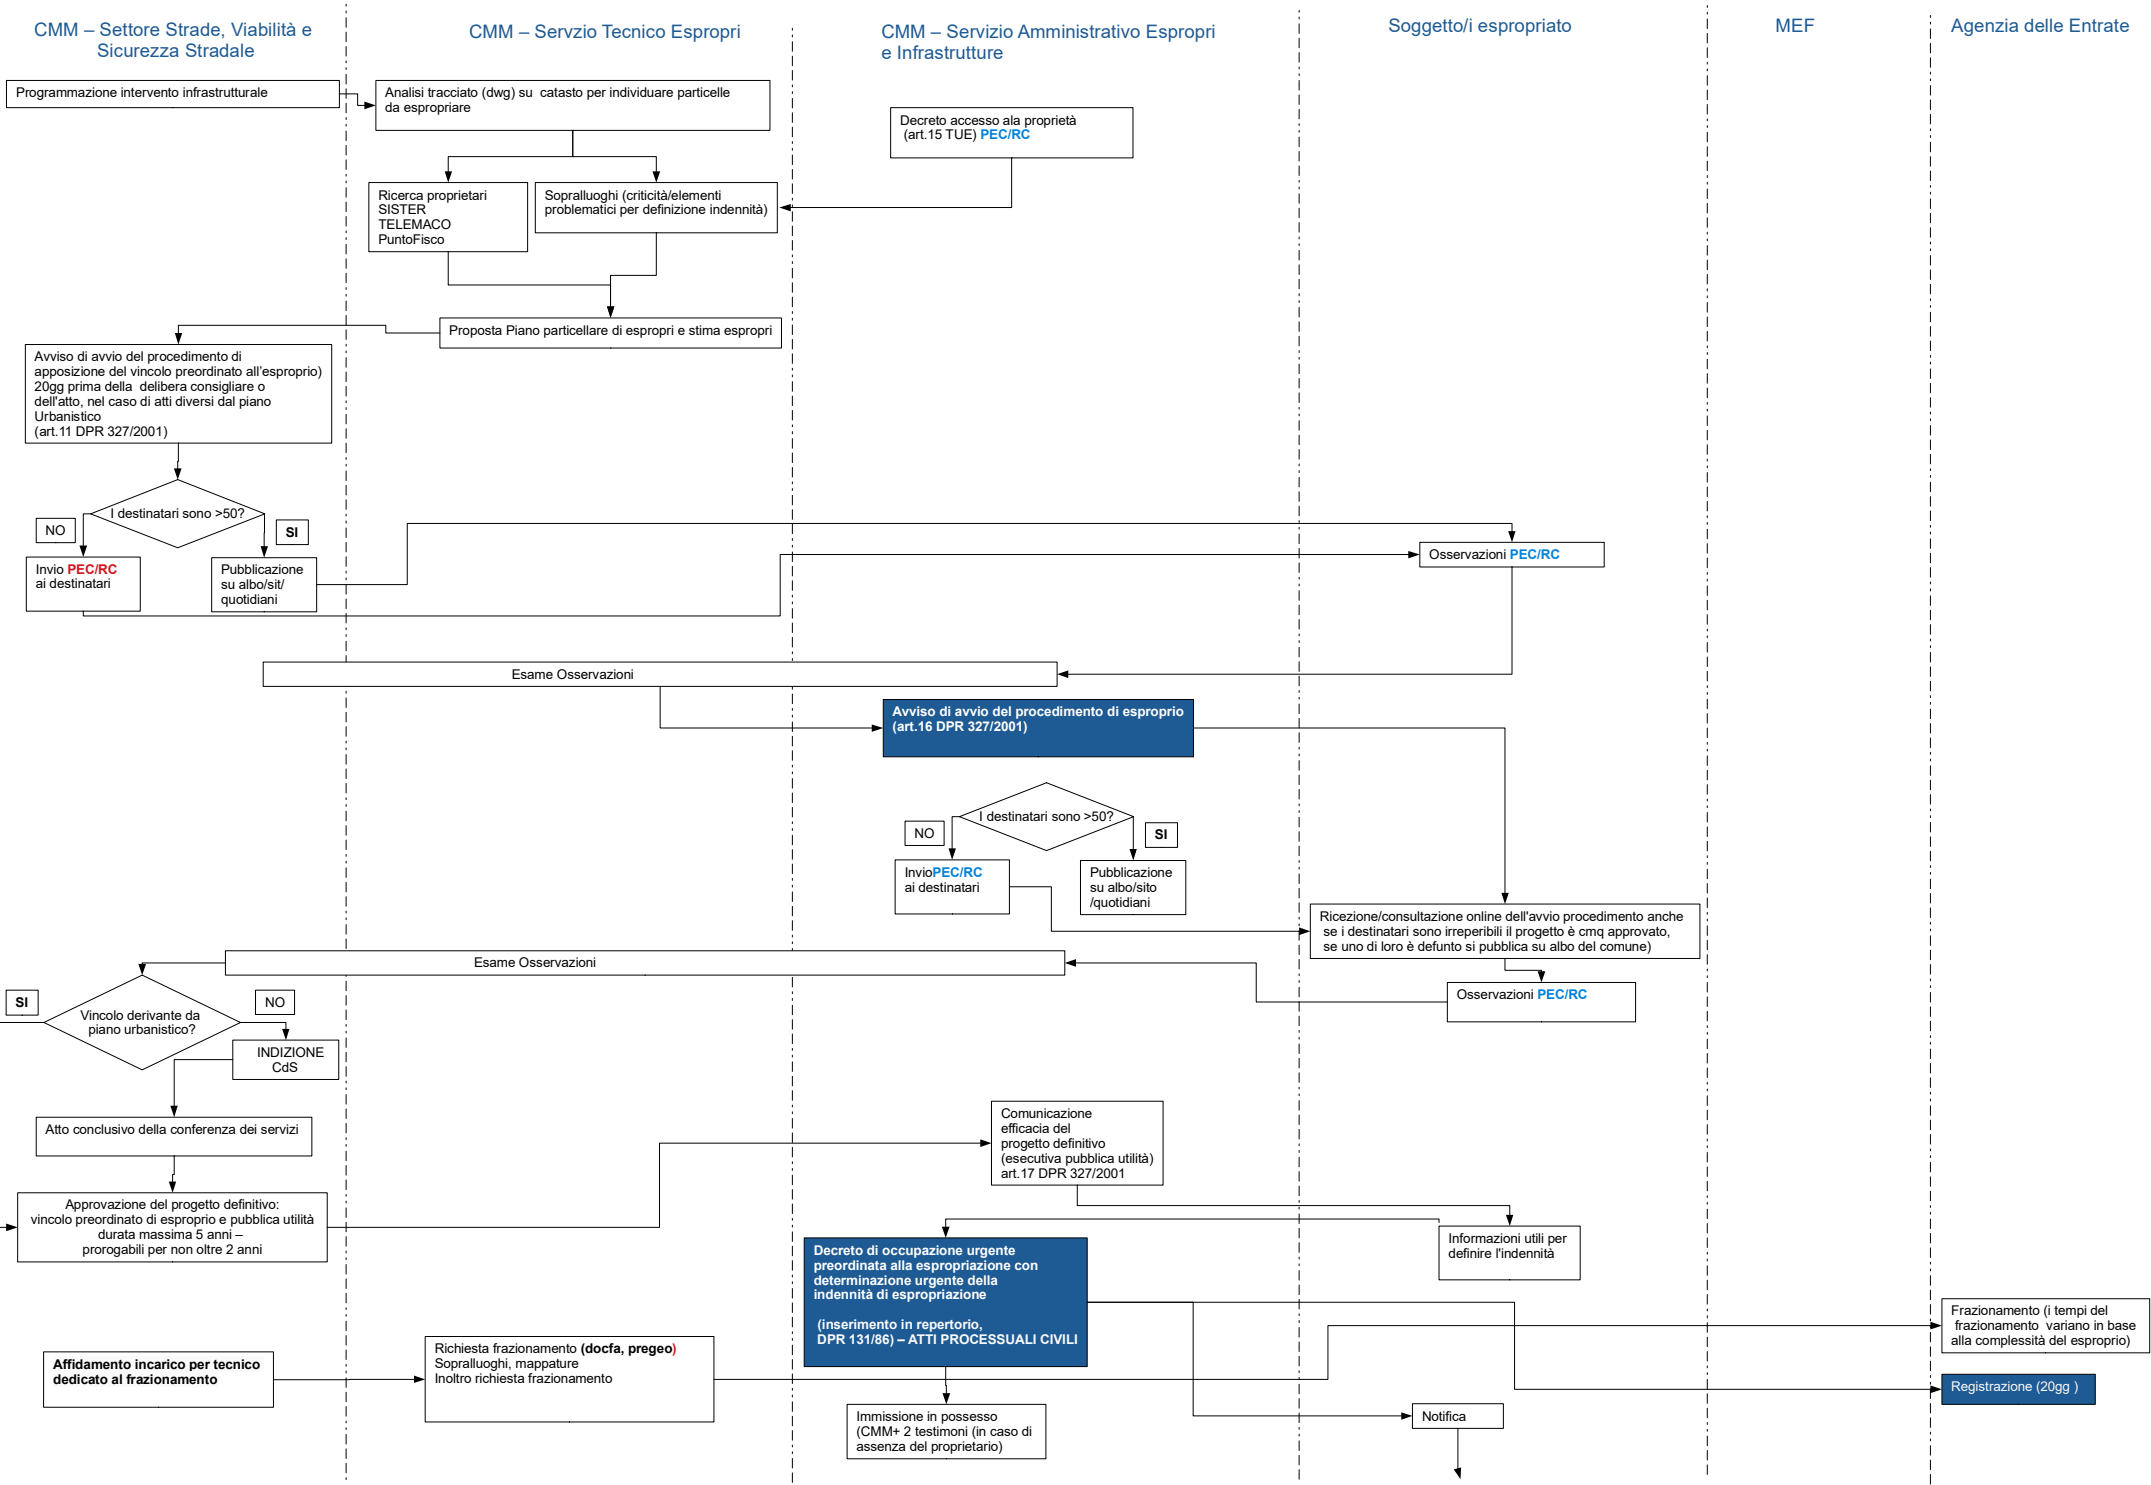 CMM – Settore Strade, Viabilità e
Sicurezza Stradale
CMM – Servzio Tecnico Espropri
CMM – Servizio Amministrativo Espropri
e Infrastrutture
Soggetto/i espropriato
MEF
Agenzia delle Entrate
Programmazione intervento infrastrutturale
Analisi tracciato (dwg) su catasto per individuare particelle
da espropriare
Decreto accesso ala proprietà
(art.15 TUE) PEC/RC
Ricerca proprietari
SISTER
TELEMACO
PuntoFisco
Sopralluoghi (criticità/elementi
problematici per definizione indennità)
Proposta Piano particellare di espropri e stima espropri
Avviso di avvio del procedimento di
apposizione del vincolo preordinato all'esproprio)
20gg prima della delibera consigliare o
dell'atto, nel caso di atti diversi dal piano
Urbanistico
(art.11 DPR 327/2001)
I destinatari sono >50?
NO
SI
Invio PEC/RC
ai destinatari
Pubblicazione
su albo/sit/
quotidiani
Osservazioni PEC/RC
Esame Osservazioni
Avviso di avvio del procedimento di esproprio
(art.16 DPR 327/2001)
I destinatari sono >50?
NO
SI
InvioPEC/RC
ai destinatari
Pubblicazione
su albo/sito
/quotidiani
Ricezione/consultazione online dell'avvio procedimento anche
se i destinatari sono irreperibili il progetto è cmq approvato,
se uno di loro è defunto si pubblica su albo del comune)
Esame Osservazioni
Osservazioni PEC/RC
SI
NO
Vincolo derivante da
piano urbanistico?
INDIZIONE
CdS
Atto conclusivo della conferenza dei servizi
Comunicazione
efficacia del
progetto definitivo
(esecutiva pubblica utilità)
art.17 DPR 327/2001
Approvazione del progetto definitivo:
vincolo preordinato di esproprio e pubblica utilità
durata massima 5 anni –
prorogabili per non oltre 2 anni
Informazioni utili per
definire l'indennità
Decreto di occupazione urgente
preordinata alla espropriazione con
determinazione urgente della
indennità di espropriazione
(inserimento in repertorio,
DPR 131/86) – ATTI PROCESSUALI CIVILI
Frazionamento (i tempi del
frazionamento variano in base
alla complessità del esproprio)
Affidamento incarico per tecnico
dedicato al frazionamento
Richiesta frazionamento (docfa, pregeo)
Sopralluoghi, mappature
Inoltro richiesta frazionamento
Registrazione (20gg )
Immissione in possesso
(CMM+ 2 testimoni (in caso di
assenza del proprietario)
Notifica